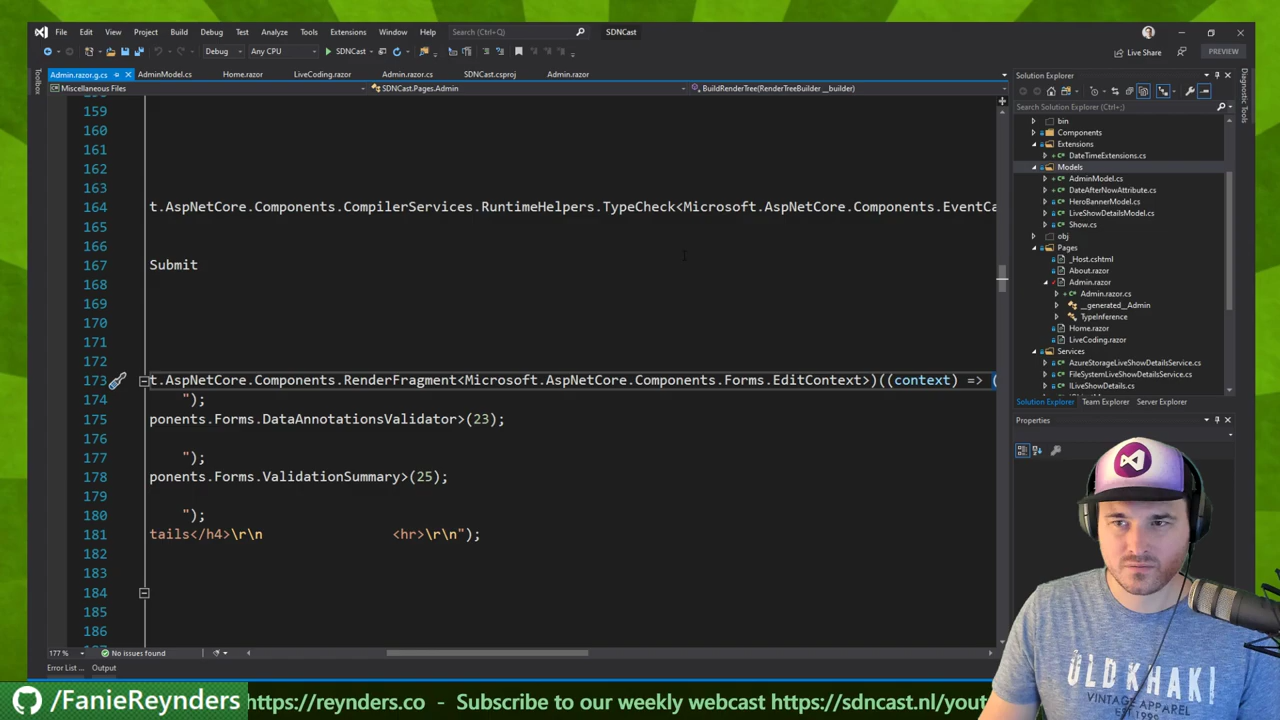 File Edit View Project Build Debug Test Analyze Tools Extensions Window Help Search (Ctrl+Q) SDNCast
Debug Any CPU SDNCast Live Share PREVIEW
Toolbox
Admin.razor.g.cs AdminModel.cs Home.razor LiveCoding.razor Admin.razor.cs SDNCast.csproj Admin.razor
Miscellaneous Files SDNCast.Pages.Admin BuildRenderTree(RenderTreeBuilder __builder)
159
160
161
162
163
164 t.AspNetCore.Components.CompilerServices.RuntimeHelpers.TypeCheck<Microsoft.AspNetCore.Components.EventCa
165
166
167 Submit
168
169
170
171
172
173 t.AspNetCore.Components.RenderFragment<Microsoft.AspNetCore.Components.Forms.EditContext>)((context) => (
174 ");
175 ponents.Forms.DataAnnotationsValidator>(23);
176
177 ");
178 ponents.Forms.ValidationSummary>(25);
179
180 ");
181 tails</h4>\r\n <hr>\r\n");
182
183
184
185
186
177 % No issues found
Error List ... Output
Solution Explorer
Search Solution Explorer (Ctrl+;)
bin
Components
Extensions
DateTimeExtensions.cs
Models
AdminModel.cs
DateAfterNowAttribute.cs
HeroBannerModel.cs
LiveShowDetailsModel.cs
Show.cs
obj
Pages
_Host.cshtml
About.razor
Admin.razor
Admin.razor.cs
__generated__Admin
TypeInference
Home.razor
LiveCoding.razor
Services
AzureStorageLiveShowDetailsService.cs
FileSystemLiveShowDetailsService.cs
ILiveShowDetails.cs
Solution Explorer Team Explorer Server Explorer
Properties
Diagnostic Tools
OLDKHAKI
VINTAGE APPAREL
/FanieReynders https://reynders.co - Subscribe to our weekly webcast https://sdncast.nl/yout